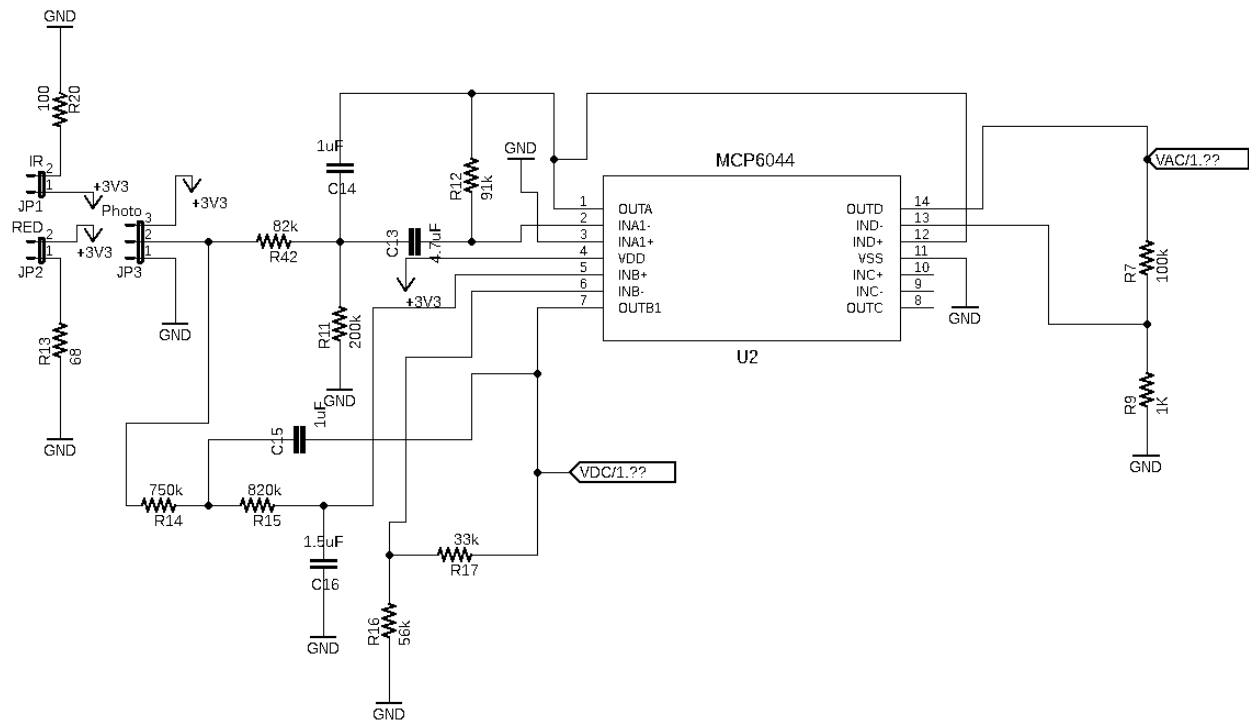 GND
100
R20
IR
2
1
JP1
+3V3
RED
2
1
JP2
+3V3
R13
68
GND
Photo
3
2
1
JP3
+3V3
GND
82k
R42
1uF
C14
C13
4.7uF
R12
91k
GND
+3V3
R11
200k
GND
MCP6044
1
2
3
4
5
6
7
OUTA
INA1-
INA1+
VDD
INB+
INB-
OUTB1
OUTD
IND-
IND+
VSS
INC+
INC-
OUTC
14
13
12
11
10
9
8
U2
GND
VAC/1.??
R7
100k
R9
1K
GND
C15
1uF
VDC/1.??
750k
R14
820k
R15
1.5uF
C16
GND
33k
R17
R16
56k
GND